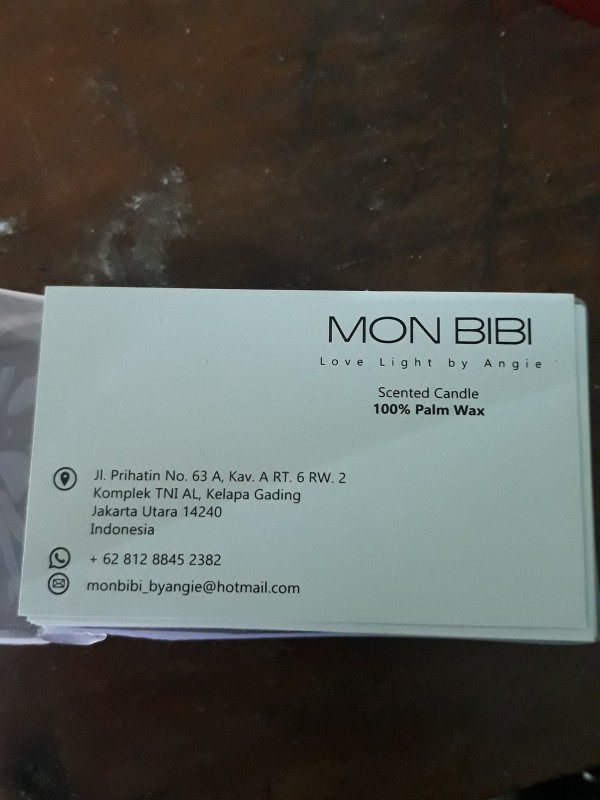 MON BIBI
Love Light by Angie
Scented Candle
100% Palm Wax
Jl. Prihatin No. 63 A, Kav. A RT. 6 RW. 2
Komplek TNI AL, Kelapa Gading
Jakarta Utara 14240
Indonesia
+ 62 812 8845 2382
monbibi_byangie@hotmail.com